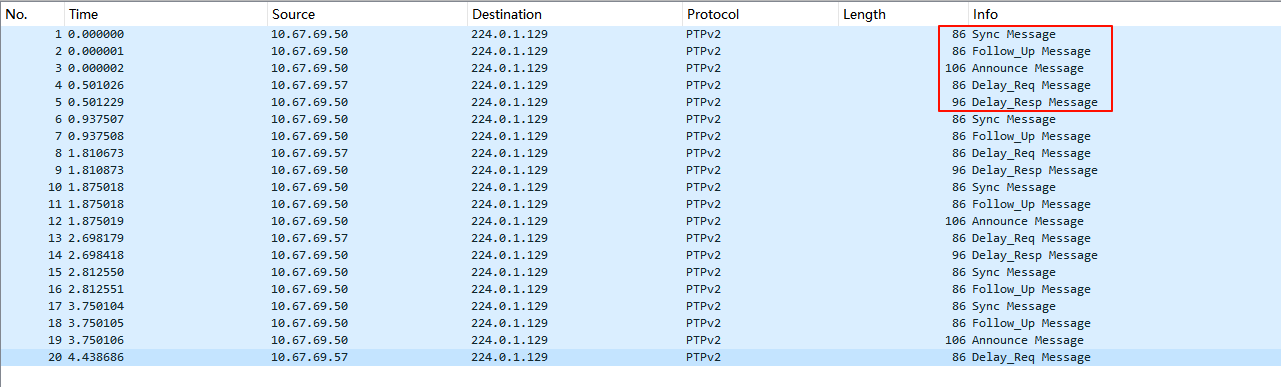 No. Time Source Destination Protocol Length Info
1 0.000000 10.67.69.50 224.0.1.129 PTPv2 86 Sync Message
2 0.000001 10.67.69.50 224.0.1.129 PTPv2 86 Follow_Up Message
3 0.000002 10.67.69.50 224.0.1.129 PTPv2 106 Announce Message
4 0.501026 10.67.69.57 224.0.1.129 PTPv2 86 Delay_Req Message
5 0.501229 10.67.69.50 224.0.1.129 PTPv2 96 Delay_Resp Message
6 0.937507 10.67.69.50 224.0.1.129 PTPv2 86 Sync Message
7 0.937508 10.67.69.50 224.0.1.129 PTPv2 86 Follow_Up Message
8 1.810673 10.67.69.57 224.0.1.129 PTPv2 86 Delay_Req Message
9 1.810873 10.67.69.50 224.0.1.129 PTPv2 96 Delay_Resp Message
10 1.875018 10.67.69.50 224.0.1.129 PTPv2 86 Sync Message
11 1.875018 10.67.69.50 224.0.1.129 PTPv2 86 Follow_Up Message
12 1.875019 10.67.69.50 224.0.1.129 PTPv2 106 Announce Message
13 2.698179 10.67.69.57 224.0.1.129 PTPv2 86 Delay_Req Message
14 2.698418 10.67.69.50 224.0.1.129 PTPv2 96 Delay_Resp Message
15 2.812550 10.67.69.50 224.0.1.129 PTPv2 86 Sync Message
16 2.812551 10.67.69.50 224.0.1.129 PTPv2 86 Follow_Up Message
17 3.750104 10.67.69.50 224.0.1.129 PTPv2 86 Sync Message
18 3.750105 10.67.69.50 224.0.1.129 PTPv2 86 Follow_Up Message
19 3.750106 10.67.69.50 224.0.1.129 PTPv2 106 Announce Message
20 4.438686 10.67.69.57 224.0.1.129 PTPv2 86 Delay_Req Message